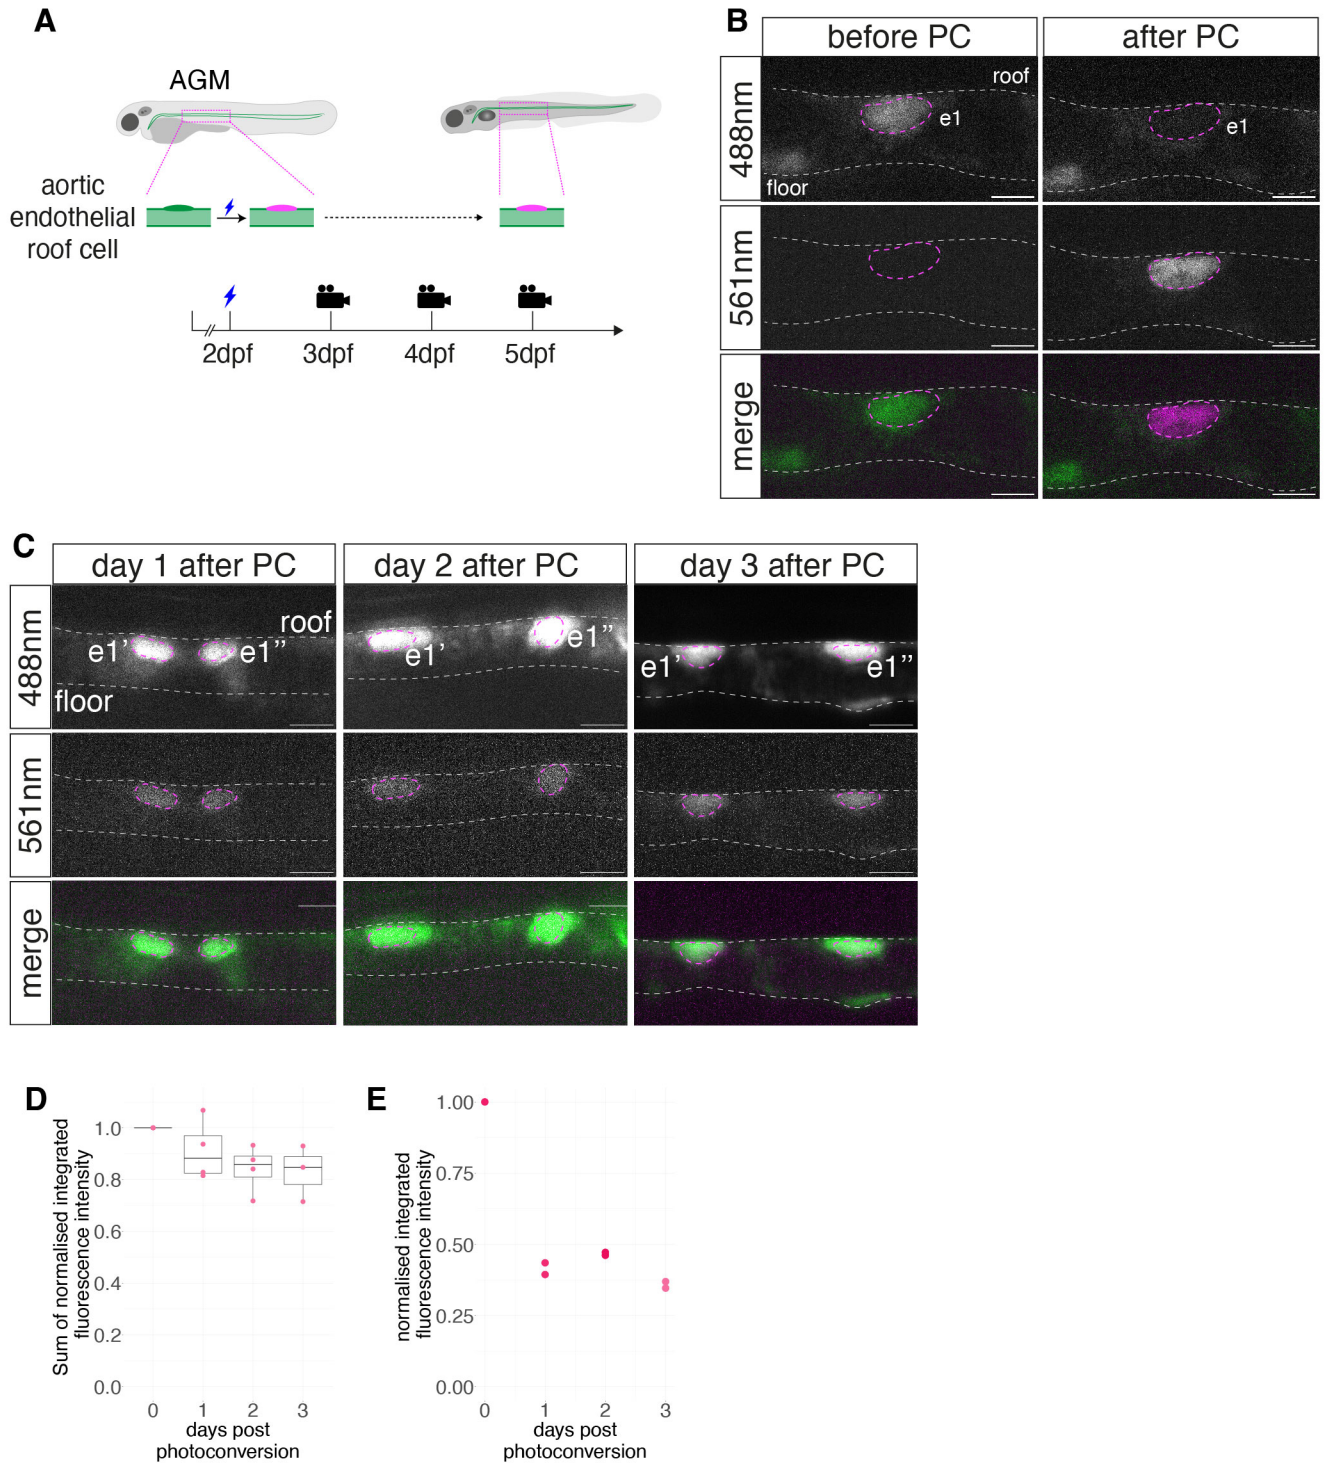 A
AGM
aortic
endothelial
roof cell
2dpf 3dpf 4dpf 5dpf
B
before PC after PC
488nm
roof
e1
floor
e1
561nm
merge
C
day 1 after PC day 2 after PC day 3 after PC
488nm
roof
e1’ e1”
floor
e1’ e1”
e1’ e1”
561nm
merge
D
Sum of normalised integrated
fluorescence intensity
1.0
0.8
0.6
0.4
0.2
0.0
0 1 2 3
days post
photoconversion
E
normalised integrated
fluorescence intensity
1.00
0.75
0.50
0.25
0.00
0 1 2 3
days post
photoconversion